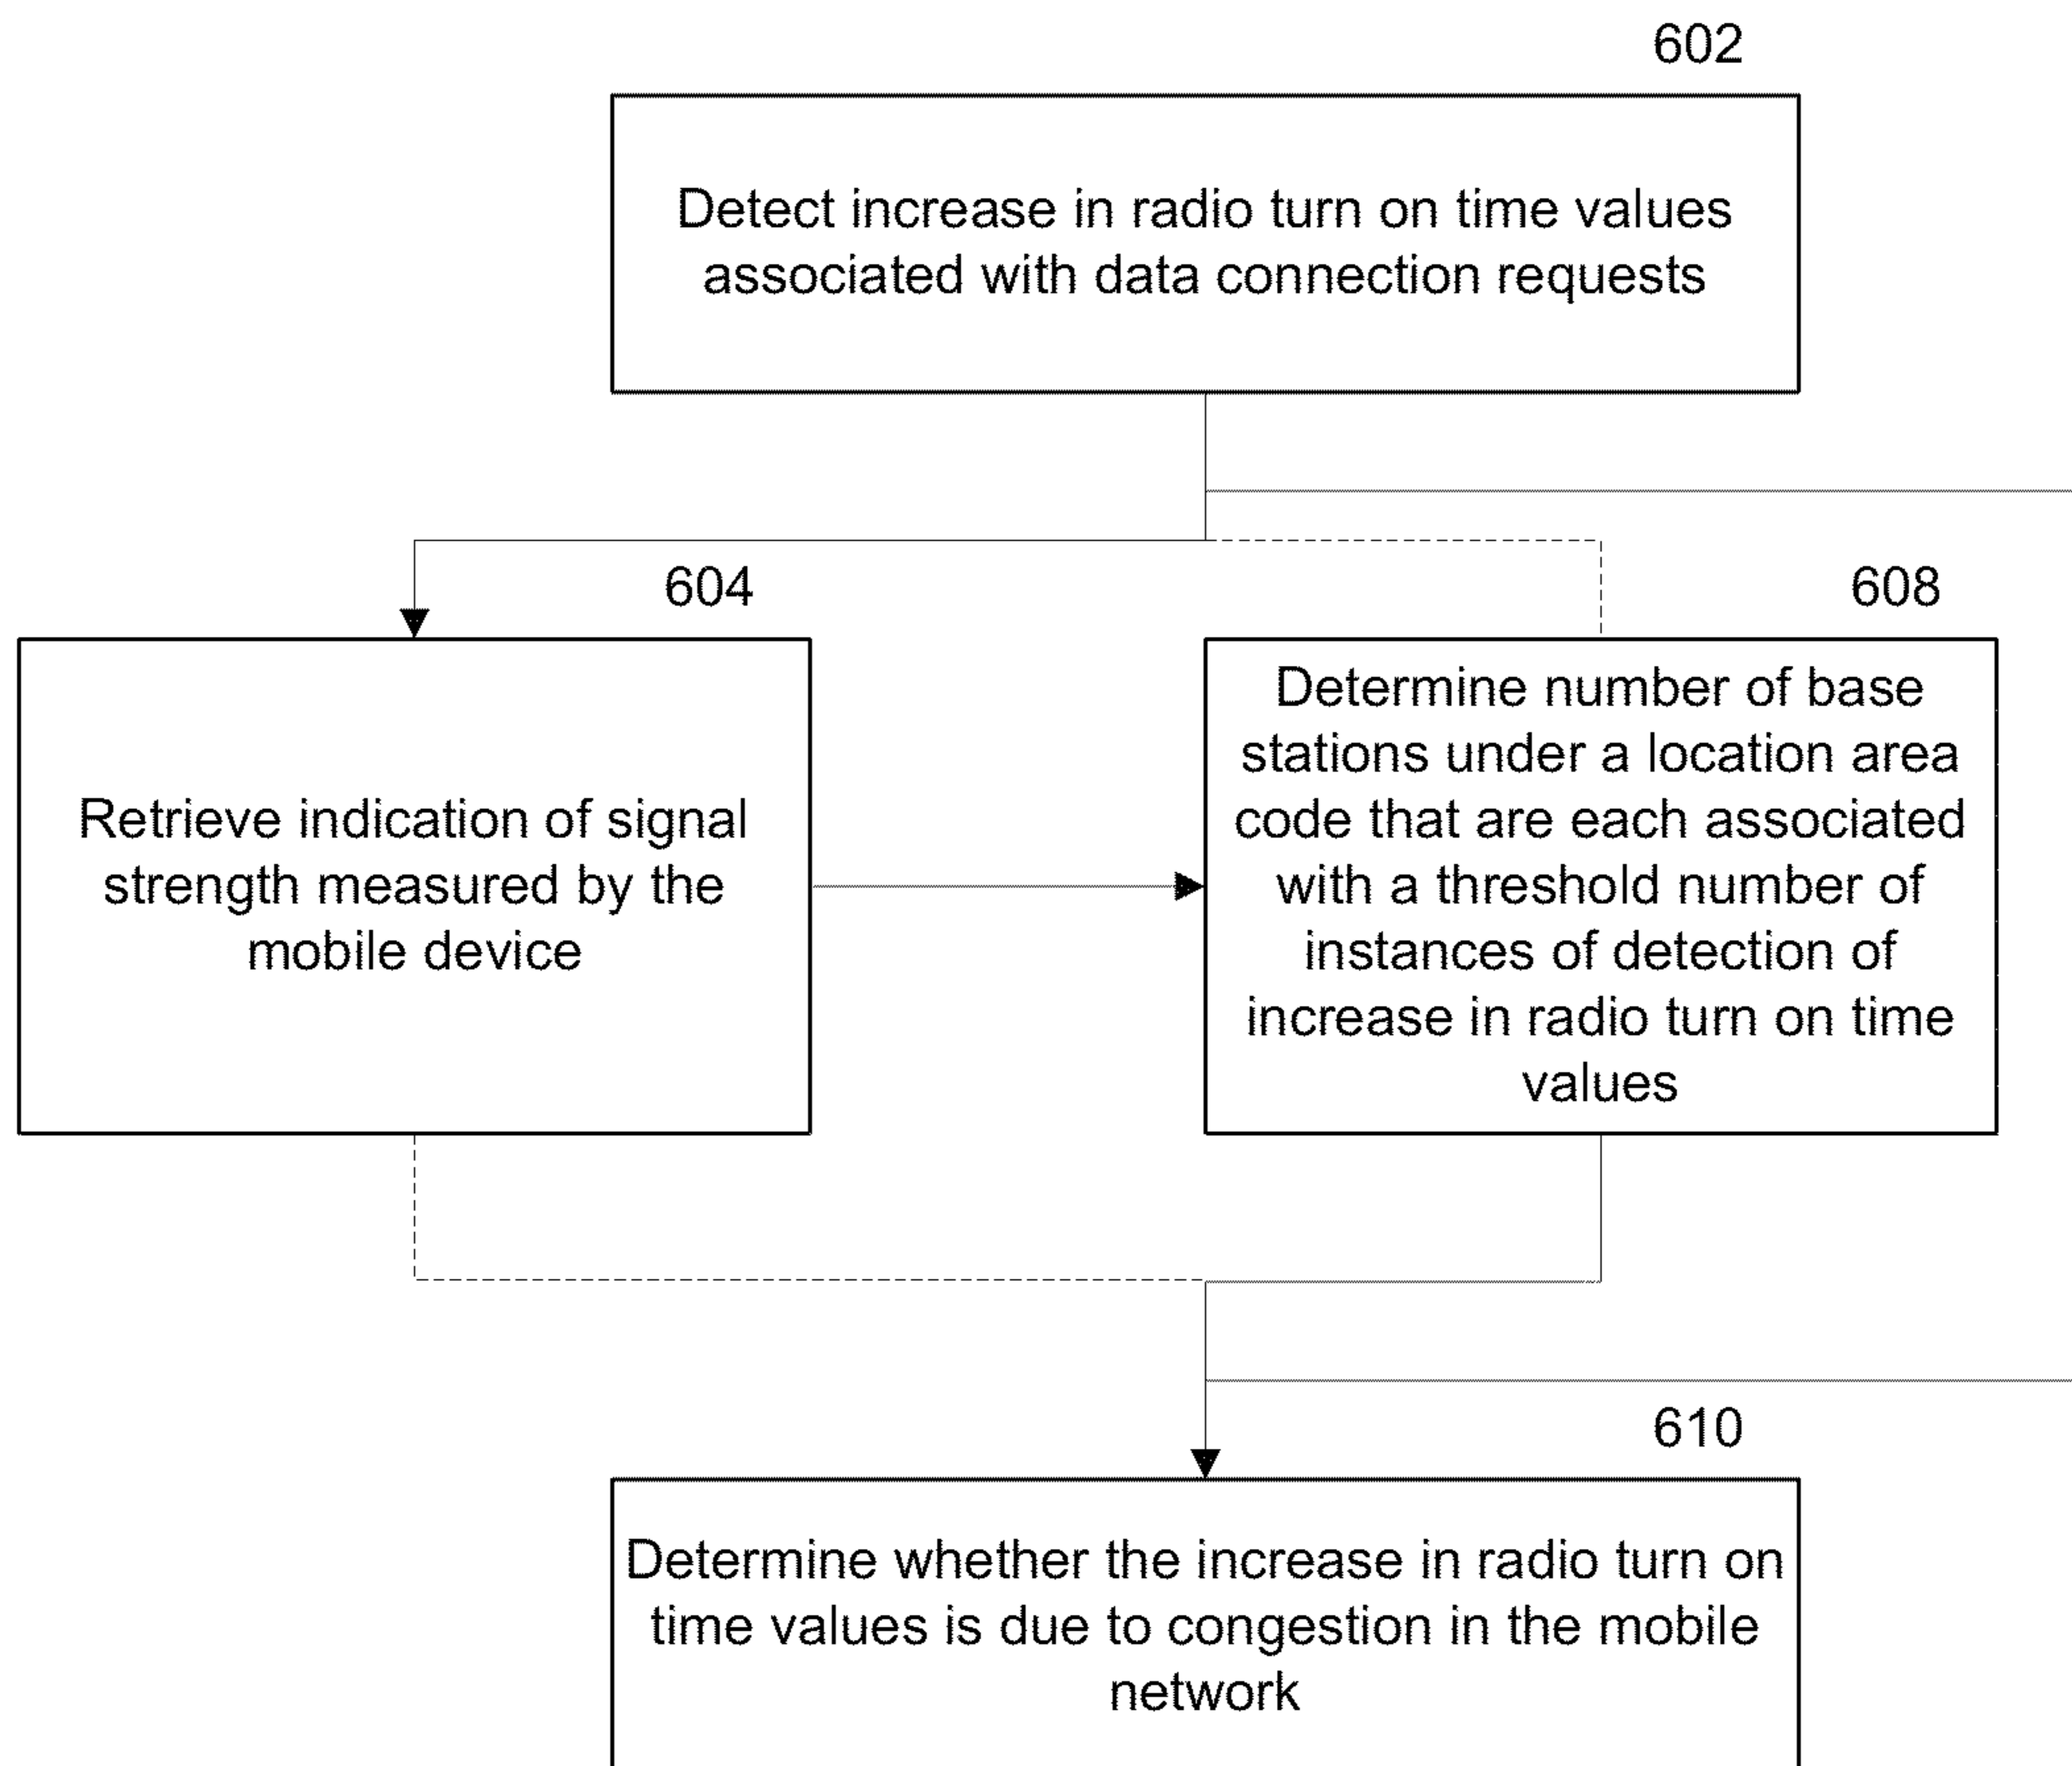 602
Detect increase in radio turn on time values
associated with data connection requests
604
Retrieve indication of signal
strength measured by the
mobile device
608
Determine number of base
stations under a location area
code that are each associated
with a threshold number of
instances of detection of
increase in radio turn on time
values
610
Determine whether the increase in radio turn on
time values is due to congestion in the mobile
network